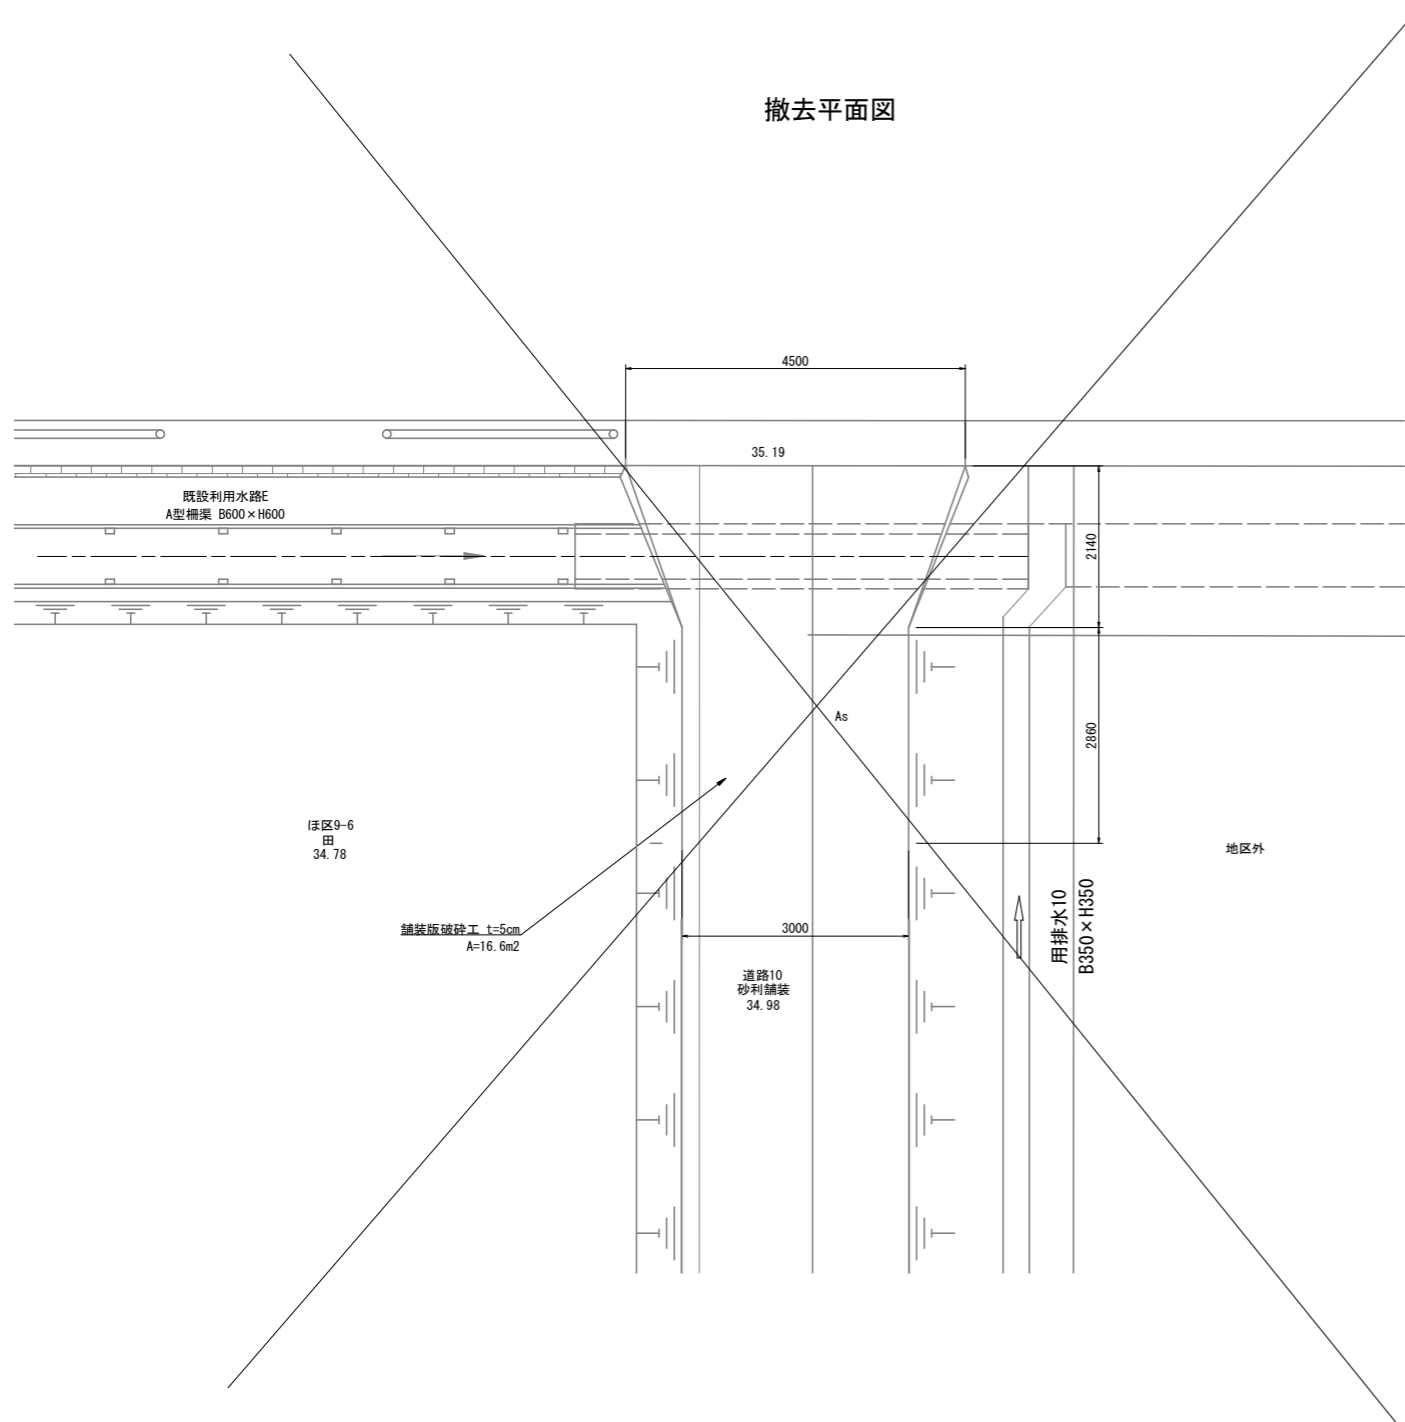 撤去平面図
4500
35.19
既設利用水路E
A型柵渠 B600×H600
2140
As
2860
ほ区9-6
田
34.78
地区外
舗装版破砕工 t=5cm
A=16.6m2
3000
用排水10
B350×H350
道路10
砂利舗装
34.98